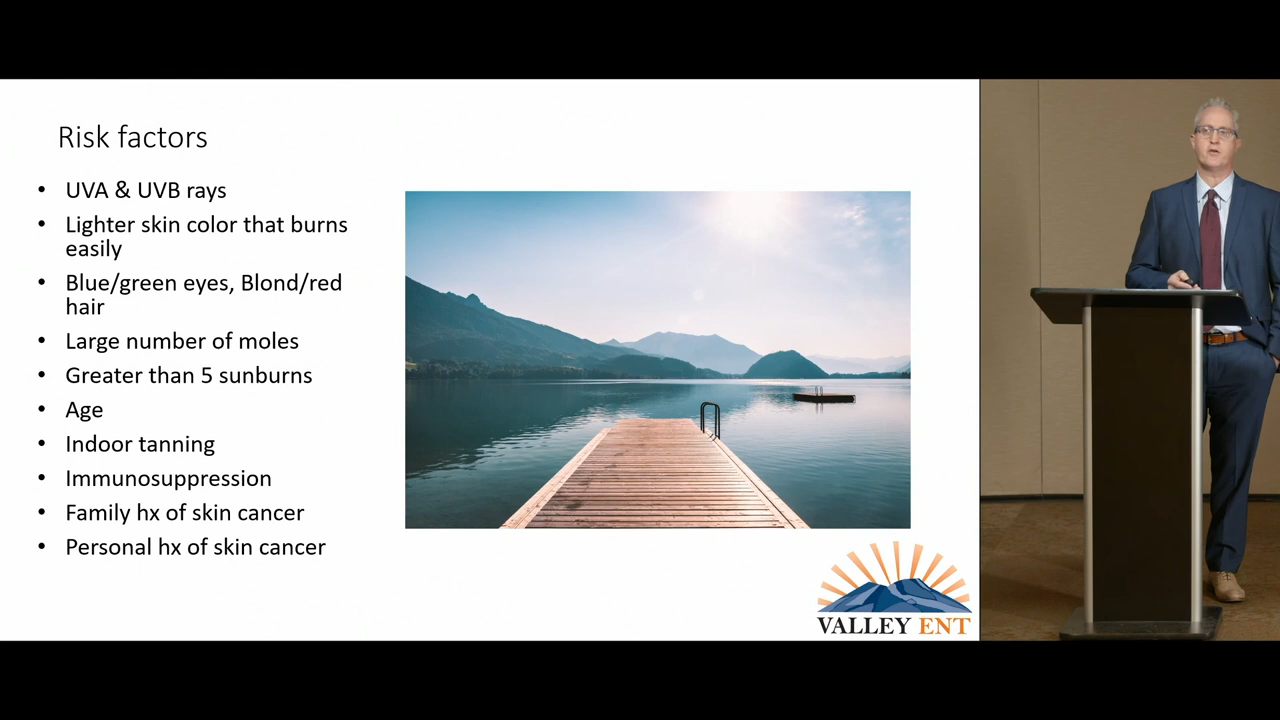 Risk factors
• UVA & UVB rays
• Lighter skin color that burns
easily
• Blue/green eyes, Blond/red
hair
• Large number of moles
• Greater than 5 sunburns
• Age
• Indoor tanning
• Immunosuppression
• Family hx of skin cancer
• Personal hx of skin cancer
VALLEY ENT